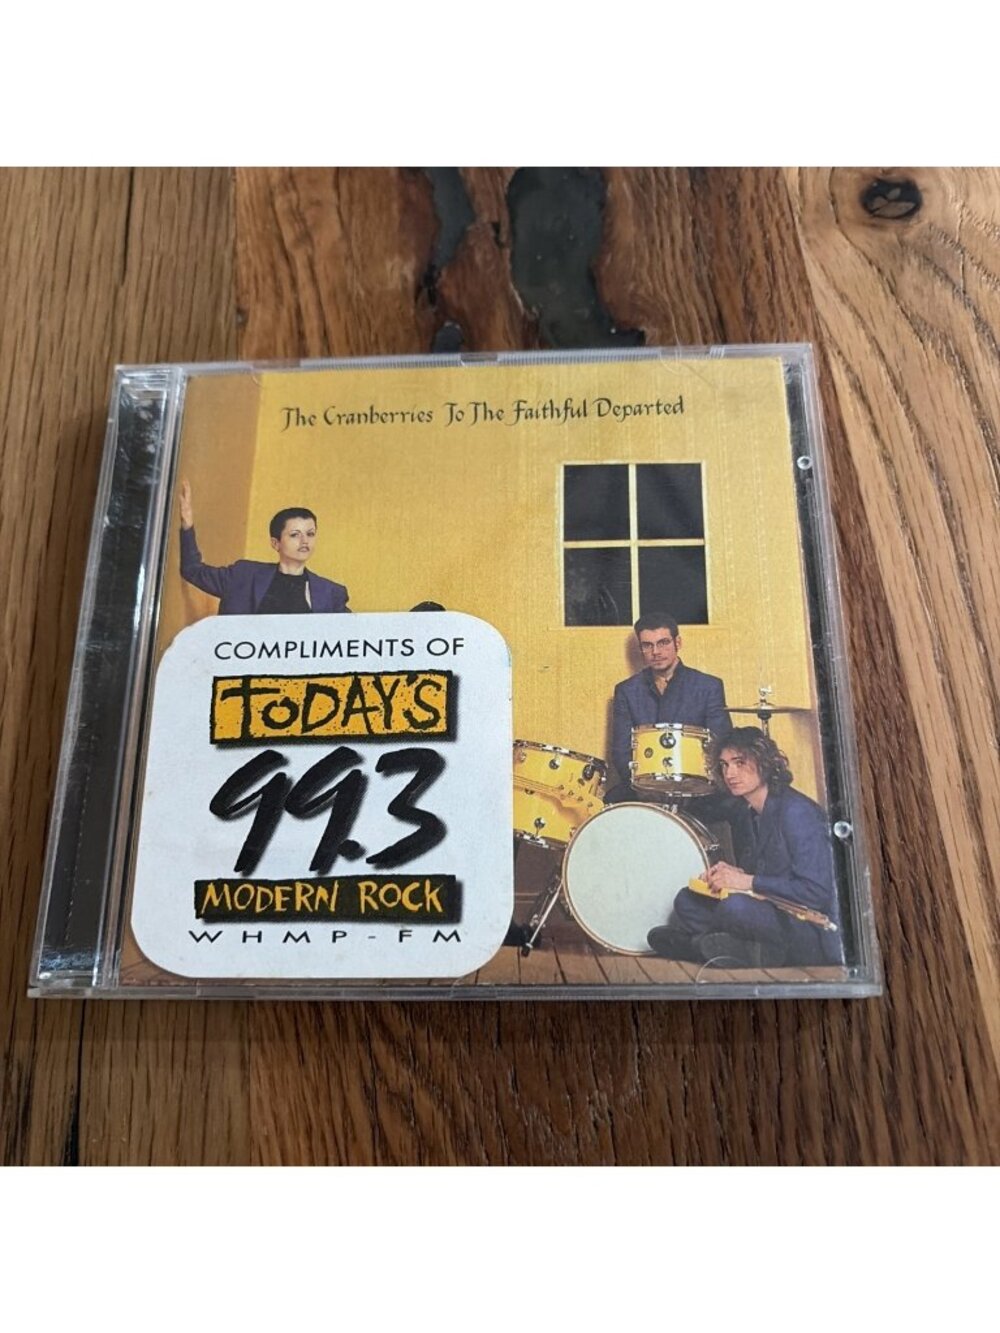 The Cranberries To The Faithful Departed
COMPLIMENTS OF
TODAY'S
99.3
MODERN ROCK
WHMP-FM